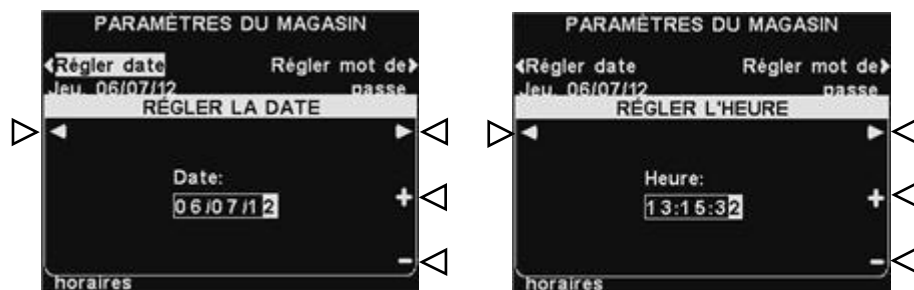 PARAMÈTRES DU MAGASIN
Régler date Régler mot de
Jeu. 06/07/12 passe
RÉGLER LA DATE
Date:
06/07/12
+
-
horaires
PARAMÈTRES DU MAGASIN
Régler date Régler mot de
Jeu. 06/07/12 passe
RÉGLER L'HEURE
Heure:
13:15:32
+
-
horaires